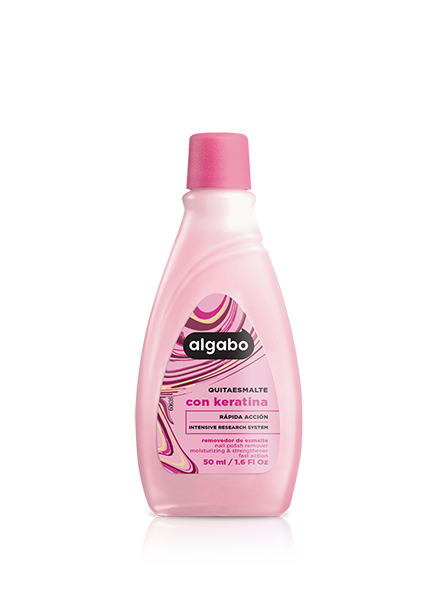 algabo
QUITAESMALTE
con keratina
RÁPIDA ACCIÓN
INTENSIVE RESEARCH SYSTEM
removedor de esmalte
nail polish remover
moisturizing & strengthener
fast action
50 ml / 1.6 Fl Oz